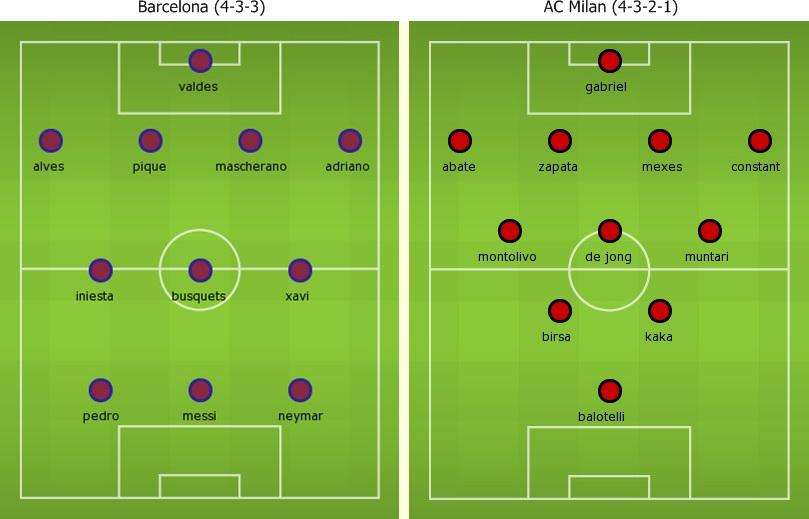 Barcelona (4-3-3)
valdes
alves pique mascherano adriano
iniesta busquets xavi
pedro messi neymar
AC Milan (4-3-2-1)
gabriel
abate zapata mexes constant
montolivo de jong muntari
birsa kaka
balotelli